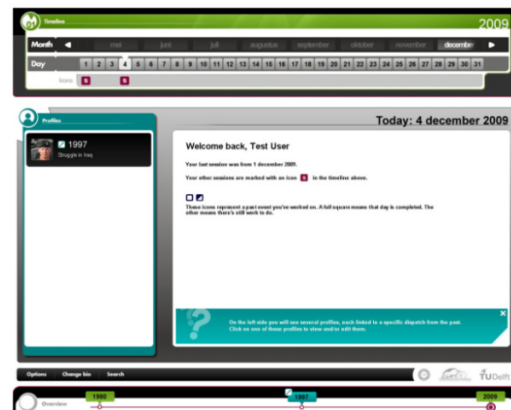 Timeline
2009
Month mei juni juli augustus september oktober november december
Day 1 2 3 4 5 6 7 8 9 10 11 12 13 14 15 16 17 18 19 20 21 22 23 24 25 26 27 28 29 30 31
Icons S S
Profiles
Today: 4 december 2009
1997
Struggle in Iraq
Welcome back, Test User
Your last session was from 1 december 2009.
Your other sessions are marked with an icon S in the timeline above.
These icons represent a past event you've worked on. A full square means that day is completed. The
other means there's still work to do.
On the left side you will see several profiles, each linked to a specific dispatch from the past.
Click on one of these profiles to view and/or edit them.
Options Change bio Search
TUDelft
Overview 1980 1997 2009